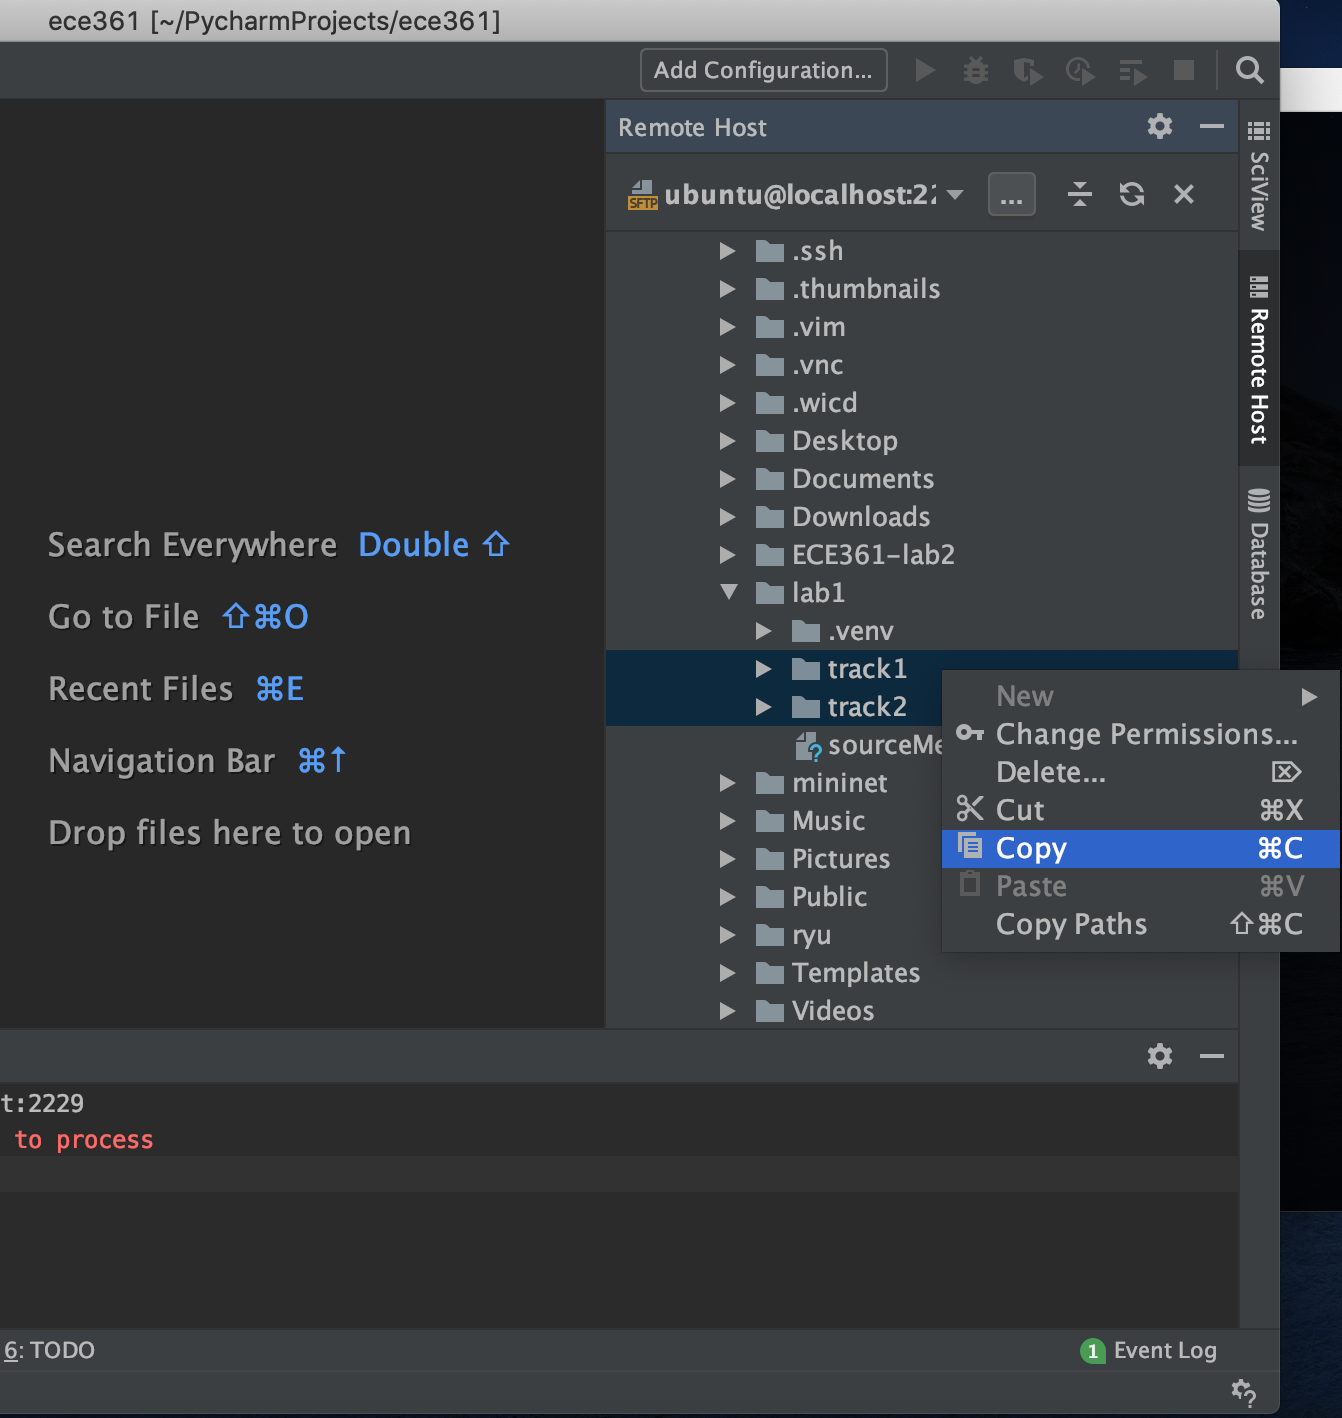 ece361 [~/PycharmProjects/ece361]
Add Configuration...
Remote Host
SFTP ubuntu@localhost:22 ...
.ssh
.thumbnails
.vim
.vnc
.wicd
Desktop
Documents
Downloads
ECE361-lab2
lab1
.venv
track1
track2
sourceMe
mininet
Music
Pictures
Public
ryu
Templates
Videos
New
Change Permissions...
Delete...
Cut ⌘X
Copy ⌘C
Paste ⌘V
Copy Paths ⇧⌘C
Search Everywhere Double ⇧
Go to File ⇧⌘O
Recent Files ⌘E
Navigation Bar ⌘↑
Drop files here to open
SciView
Remote Host
Database
t:2229
to process
6: TODO
1 Event Log